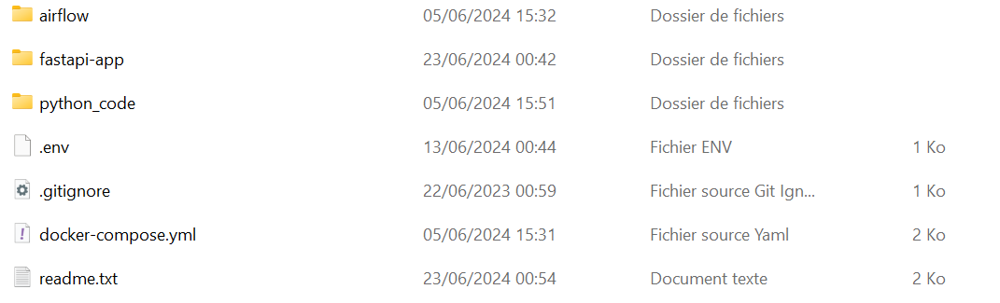 airflow 05/06/2024 15:32 Dossier de fichiers
fastapi-app 23/06/2024 00:42 Dossier de fichiers
python_code 05/06/2024 15:51 Dossier de fichiers
.env 13/06/2024 00:44 Fichier ENV 1 Ko
.gitignore 22/06/2023 00:59 Fichier source Git Ign... 1 Ko
docker-compose.yml 05/06/2024 15:31 Fichier source Yaml 2 Ko
readme.txt 23/06/2024 00:54 Document texte 2 Ko